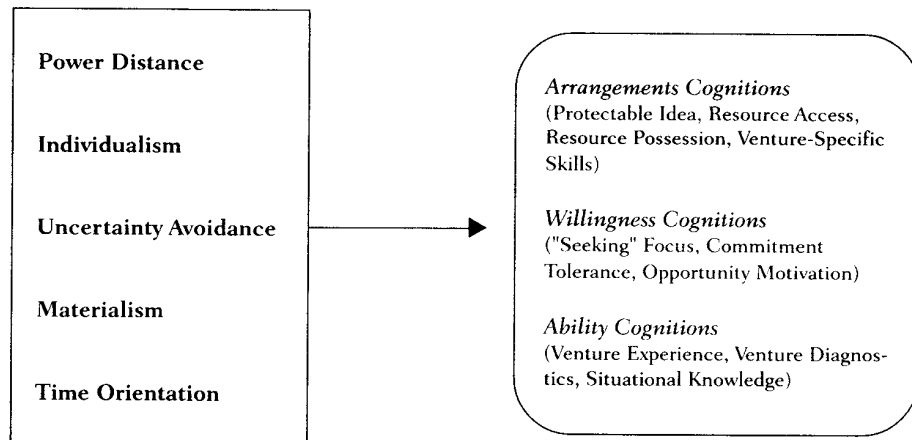 Power Distance
Individualism
Uncertainty Avoidance
Materialism
Time Orientation
Arrangements Cognitions
(Protectable Idea, Resource Access,
Resource Possession, Venture-Specific
Skills)
Willingness Cognitions
("Seeking" Focus, Commitment
Tolerance, Opportunity Motivation)
Ability Cognitions
(Venture Experience, Venture Diagnos-
tics, Situational Knowledge)